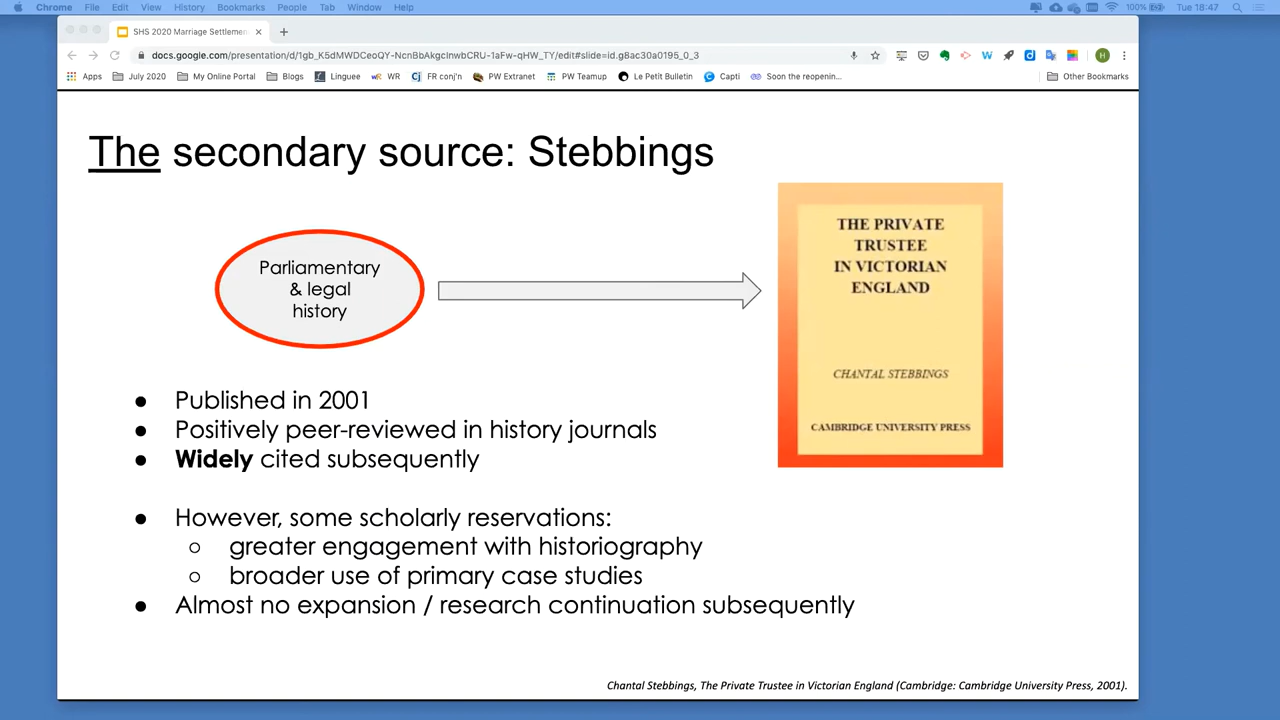 Chrome File Edit View History Bookmarks People Tab Window Help 100% Tue 18:47
SHS 2020 Marriage Settlemen
docs.google.com/presentation/d/1gb_K5dMWDCeoQY-NcnBbAkgcInwbCRU-1aFw-qHW_TY/edit#slide=id.g8ac30a0195_0_3
Apps July 2020 My Online Portal Blogs Linguee WR FR conj'n PW Extranet PW Teamup Le Petit Bulletin Capti Soon the reopenin... Other Bookmarks
The secondary source: Stebbings
Parliamentary
& legal
history
THE PRIVATE
TRUSTEE
IN VICTORIAN
ENGLAND
CHANTAL STEBBINGS
CAMBRIDGE UNIVERSITY PRESS
● Published in 2001
● Positively peer-reviewed in history journals
● Widely cited subsequently
● However, some scholarly reservations:
○ greater engagement with historiography
○ broader use of primary case studies
● Almost no expansion / research continuation subsequently
Chantal Stebbings, The Private Trustee in Victorian England (Cambridge: Cambridge University Press, 2001).